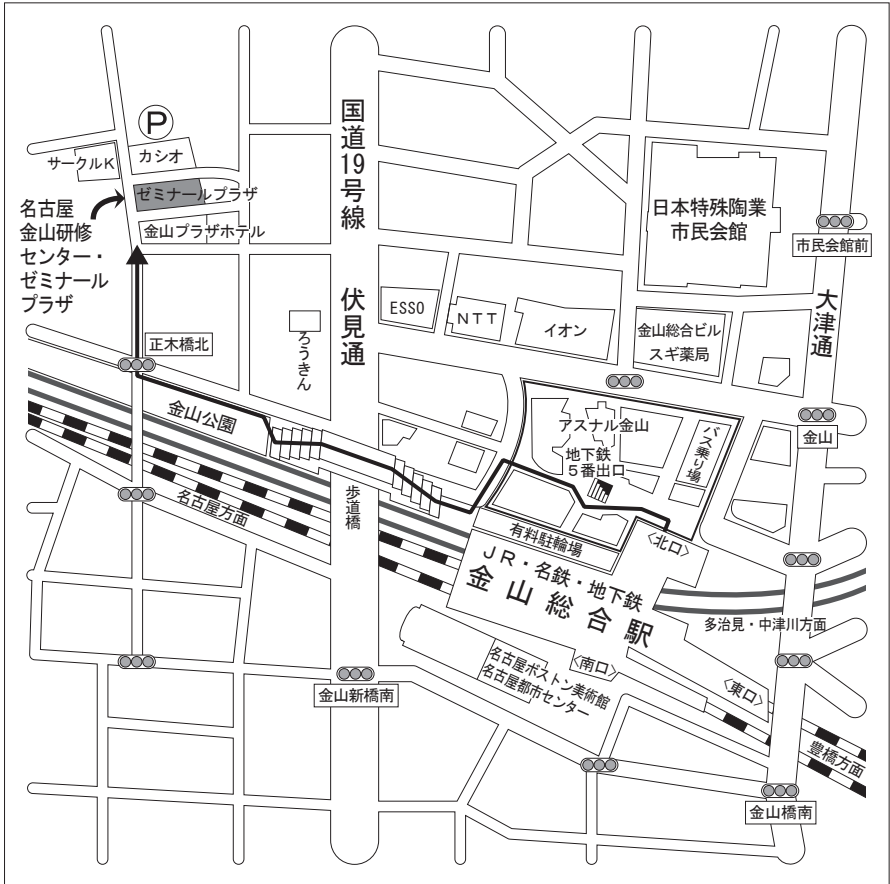 国道19号線
Ⓟ
サークルK
カシオ
ゼミナールプラザ
金山プラザホテル
名古屋
金山研修
センター・
ゼミナール
プラザ
日本特殊陶業
市民会館
市民会館前
大津通
伏見通
ESSO
NTT
イオン
金山総合ビル
スギ薬局
ろうきん
正木橋北
金山公園
アスナル金山
地下鉄
5番出口
バス乗り場
金山
歩道橋
名古屋方面
有料駐輪場
〈北口〉
JR・名鉄・地下鉄
金山総合駅
多治見・中津川方面
〈南口〉
名古屋ボストン美術館
名古屋都市センター
〈東口〉
金山新橋南
豊橋方面
金山橋南